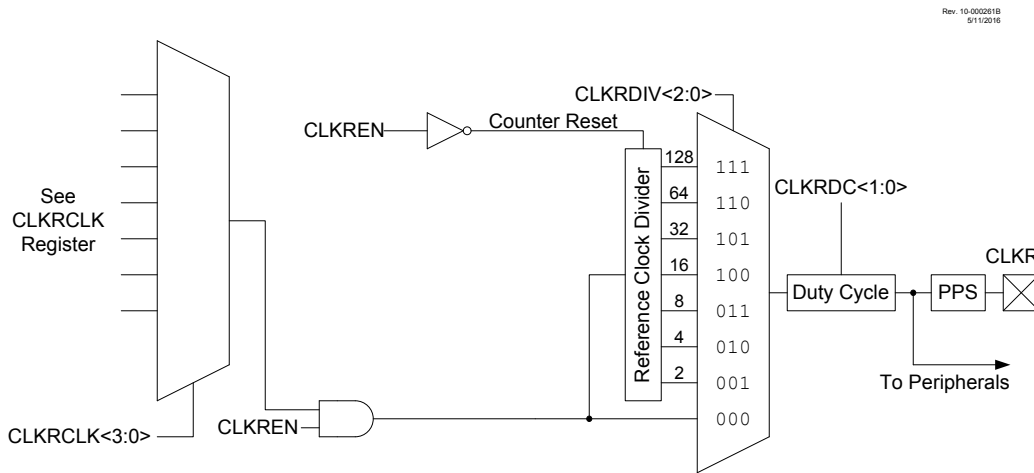 Rev. 10-000261B
5/11/2016
CLKRDIV<2:0>
CLKREN
Counter Reset
See
CLKRCLK
Register
Reference Clock Divider
128
111
64
110
32
101
16
100
8
011
4
010
2
001
000
CLKRDC<1:0>
Duty Cycle
PPS
CLKR
To Peripherals
CLKREN
CLKRCLK<3:0>